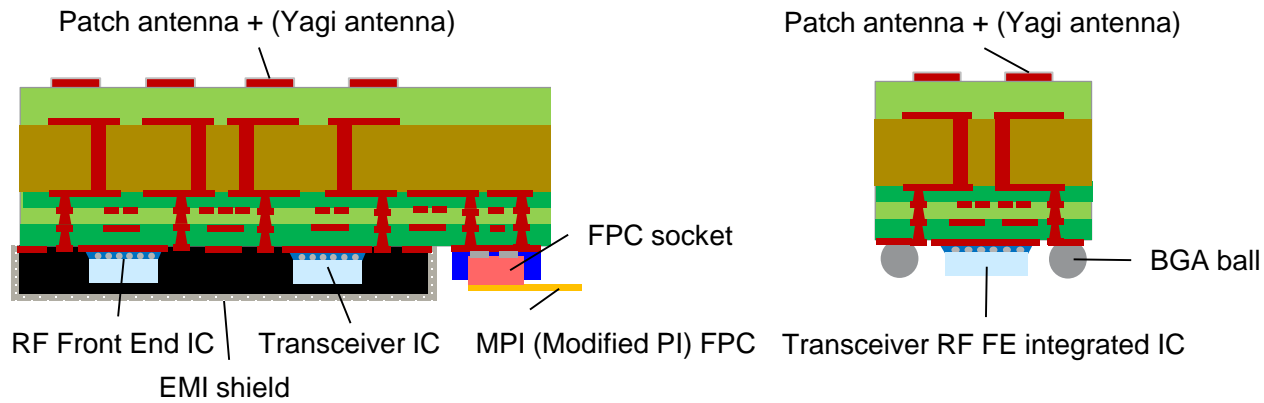 Patch antenna + (Yagi antenna)
Patch antenna + (Yagi antenna)
FPC socket
BGA ball
RF Front End IC
Transceiver IC
MPI (Modified PI) FPC
Transceiver RF FE integrated IC
EMI shield